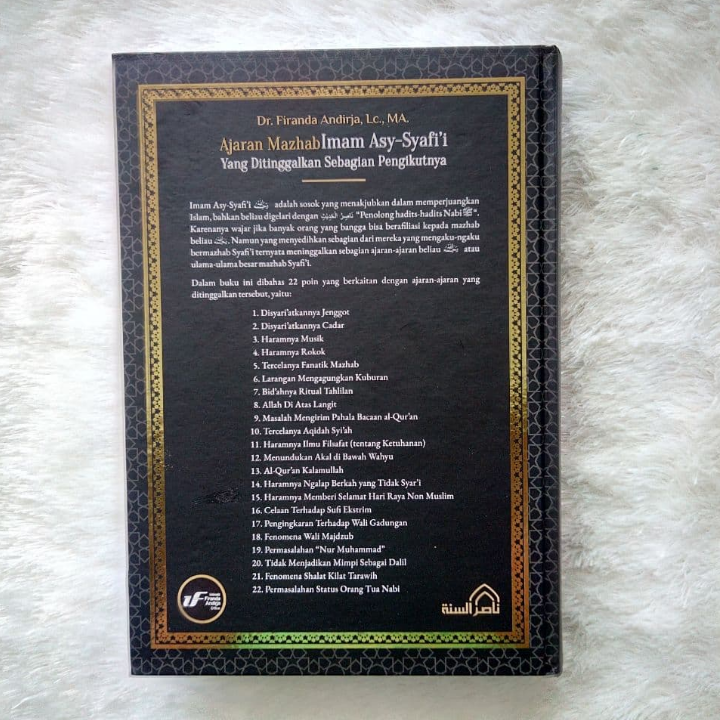 Dr. Firanda Andirja, Lc., MA.
Ajaran Mazhab Imam Asy-Syafi'i
Yang Ditinggalkan Sebagian Pengikutnya
Imam Asy-Syafi'i adalah sosok yang menakjubkan dalam memperjuangkan
Islam, bahkan beliau digelari dengan نَاصِرُ الْحَدِيْثِ "Penolong hadits-hadits Nabi ﷺ".
Karenanya wajar jika banyak orang yang bangga bisa berafiliasi kepada mazhab
beliau . Namun yang menyedihkan sebagian dari mereka yang mengaku-ngaku
bermazhab Syafi'i ternyata meninggalkan sebagian ajaran-ajaran beliau atau
ulama-ulama besar mazhab Syafi'i.
Dalam buku ini dibahas 22 poin yang berkaitan dengan ajaran-ajaran yang
ditinggalkan tersebut, yaitu:
1. Disyari'atkannya Jenggot
2. Disyari'atkannya Cadar
3. Haramnya Musik
4. Haramnya Rokok
5. Tercelanya Fanatik Mazhab
6. Larangan Mengagungkan Kuburan
7. Bid'ahnya Ritual Tahlilan
8. Allah Di Atas Langit
9. Masalah Mengirim Pahala Bacaan al-Qur'an
10. Tercelanya Aqidah Syi'ah
11. Haramnya Ilmu Filsafat (tentang Ketuhanan)
12. Menundukan Akal di Bawah Wahyu
13. Al-Qur'an Kalamullah
14. Haramnya Ngalap Berkah yang Tidak Syar'i
15. Haramnya Memberi Selamat Hari Raya Non Muslim
16. Celaan Terhadap Sufi Ekstrim
17. Pengingkaran Terhadap Wali Gadungan
18. Fenomena Wali Majdzub
19. Permasalahan "Nur Muhammad"
20. Tidak Menjadikan Mimpi Sebagai Dalil
21. Fenomena Shalat Kilat Tarawih
22. Permasalahan Status Orang Tua Nabi
Firanda
Andirja
ناصر السنة